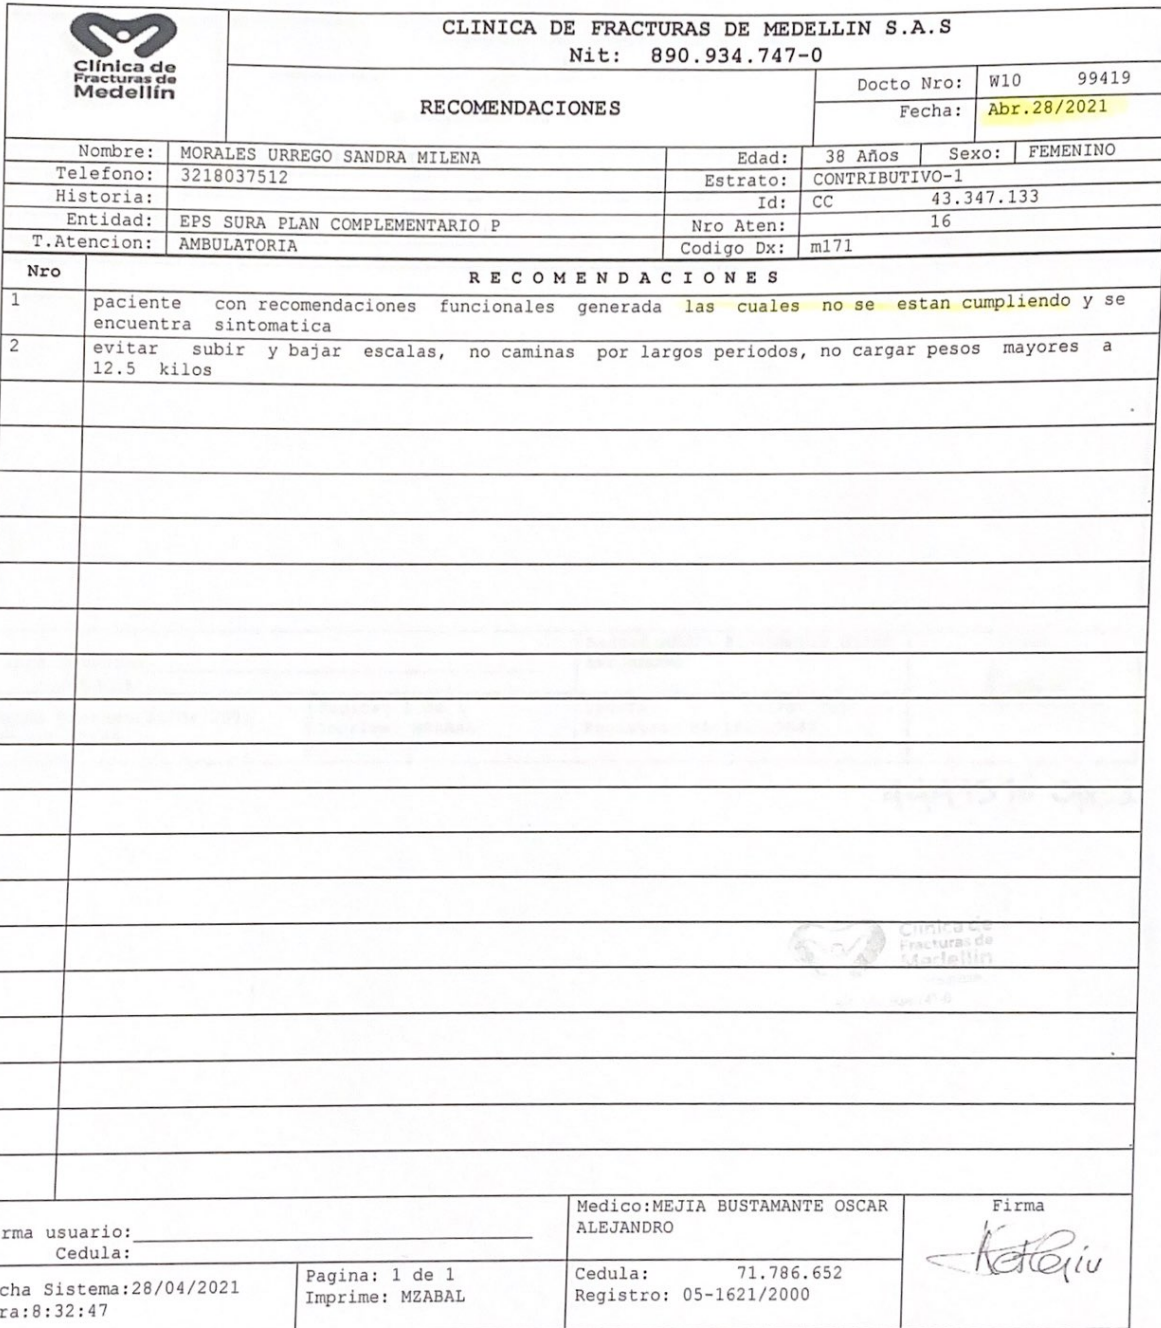 CLINICA DE FRACTURAS DE MEDELLIN S.A.S
Nit: 890.934.747-0
Clínica de
Fracturas de
Medellín
RECOMENDACIONES
Docto Nro: W10 99419
Fecha: Abr.28/2021
Nombre: MORALES URREGO SANDRA MILENA Edad: 38 Años Sexo: FEMENINO
Telefono: 3218037512 Estrato: CONTRIBUTIVO-1
Historia: Id: CC 43.347.133
Entidad: EPS SURA PLAN COMPLEMENTARIO P Nro Aten: 16
T.Atencion: AMBULATORIA Codigo Dx: m171
Nro RECOMENDACIONES
1 paciente con recomendaciones funcionales generada las cuales no se estan cumpliendo y se
encuentra sintomatica
2 evitar subir y bajar escalas, no caminas por largos periodos, no cargar pesos mayores a
12.5 kilos
Clínica de
Fracturas de
Medellín
rma usuario:
Cedula:
Medico:MEJIA BUSTAMANTE OSCAR
ALEJANDRO
Firma
cha Sistema:28/04/2021
ra:8:32:47
Pagina: 1 de 1
Imprime: MZABAL
Cedula: 71.786.652
Registro: 05-1621/2000